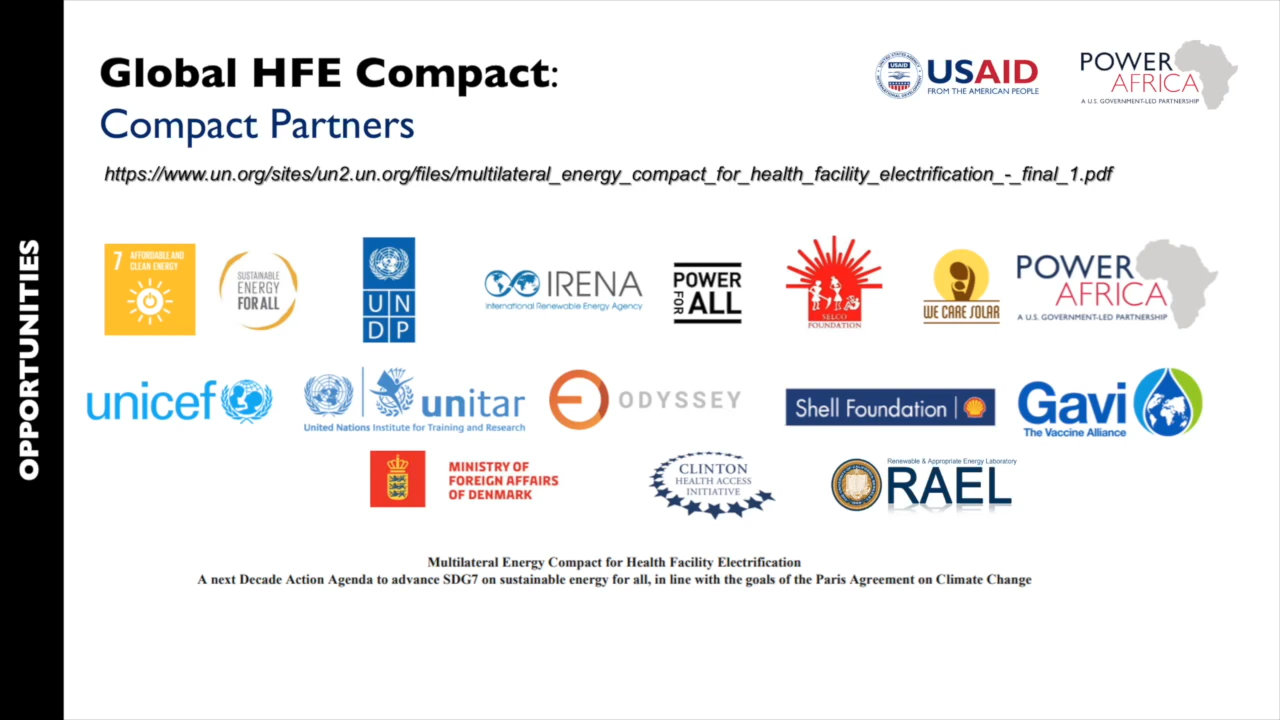 OPPORTUNITIES
Global HFE Compact:
Compact Partners
USAID
USAID
FROM THE AMERICAN PEOPLE
POWER
AFRICA
A U.S. GOVERNMENT-LED PARTNERSHIP
https://www.un.org/sites/un2.un.org/files/multilateral_energy_compact_for_health_facility_electrification_-_final_1.pdf
7 AFFORDABLE AND
CLEAN ENERGY
SUSTAINABLE
ENERGY
FOR ALL
U N
D P
IRENA
International Renewable Energy Agency
POWER
FOR ALL
SELCO
FOUNDATION
WE CARE SOLAR
POWER
AFRICA
A U.S. GOVERNMENT-LED PARTNERSHIP
unicef
unitar
United Nations Institute for Training and Research
ODYSSEY
Shell Foundation
Gavi
The Vaccine Alliance
MINISTRY OF
FOREIGN AFFAIRS
OF DENMARK
CLINTON
HEALTH ACCESS
INITIATIVE
Renewable & Appropriate Energy Laboratory
RAEL
Multilateral Energy Compact for Health Facility Electrification
A next Decade Action Agenda to advance SDG7 on sustainable energy for all, in line with the goals of the Paris Agreement on Climate Change